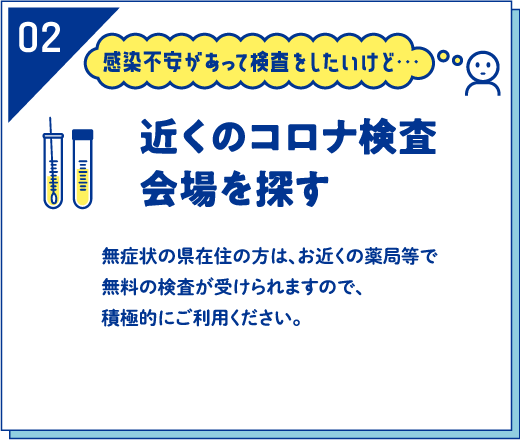 02
感染不安があって検査をしたいけど…
近くのコロナ検査
会場を探す
無症状の県在住の方は、お近くの薬局等で
無料の検査が受けられますので、
積極的にご利用ください。